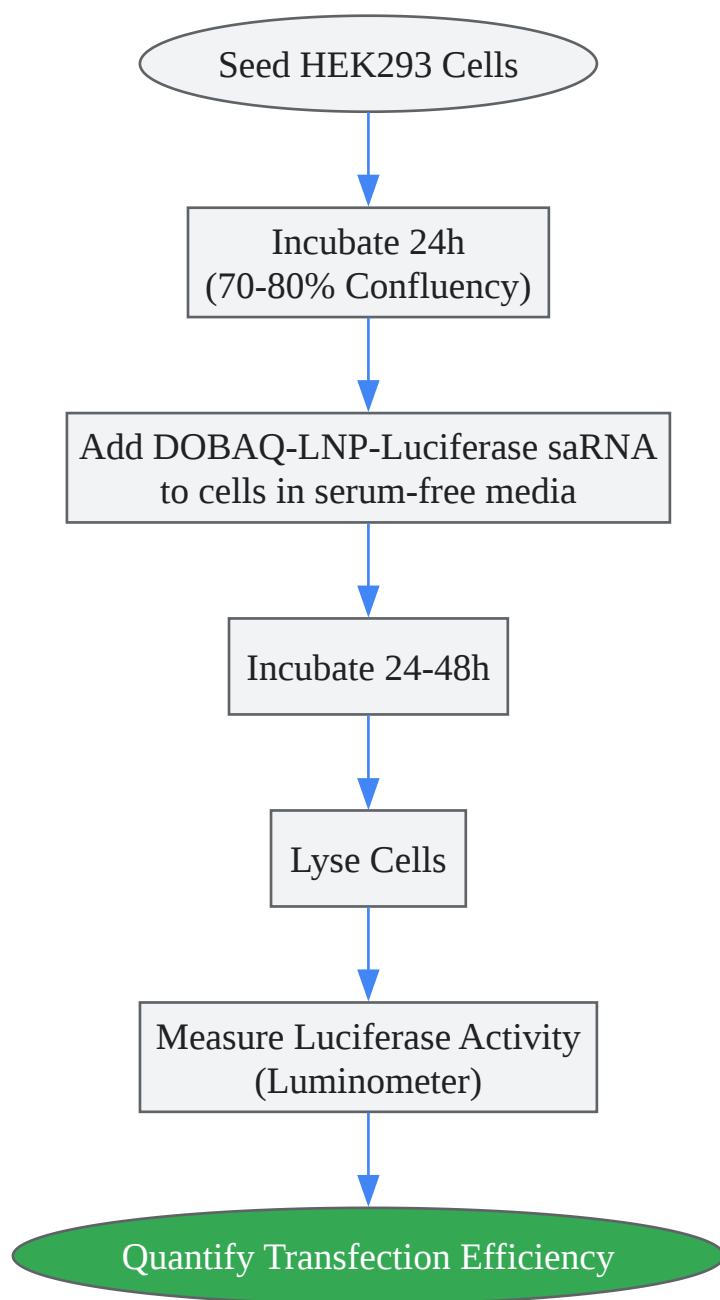 Seed HEK293 Cells
Incubate 24h
(70-80% Confluency)
Add DOBAQ-LNP-Luciferase saRNA
to cells in serum-free media
Incubate 24-48h
Lyse Cells
Measure Luciferase Activity
(Luminometer)
Quantify Transfection Efficiency